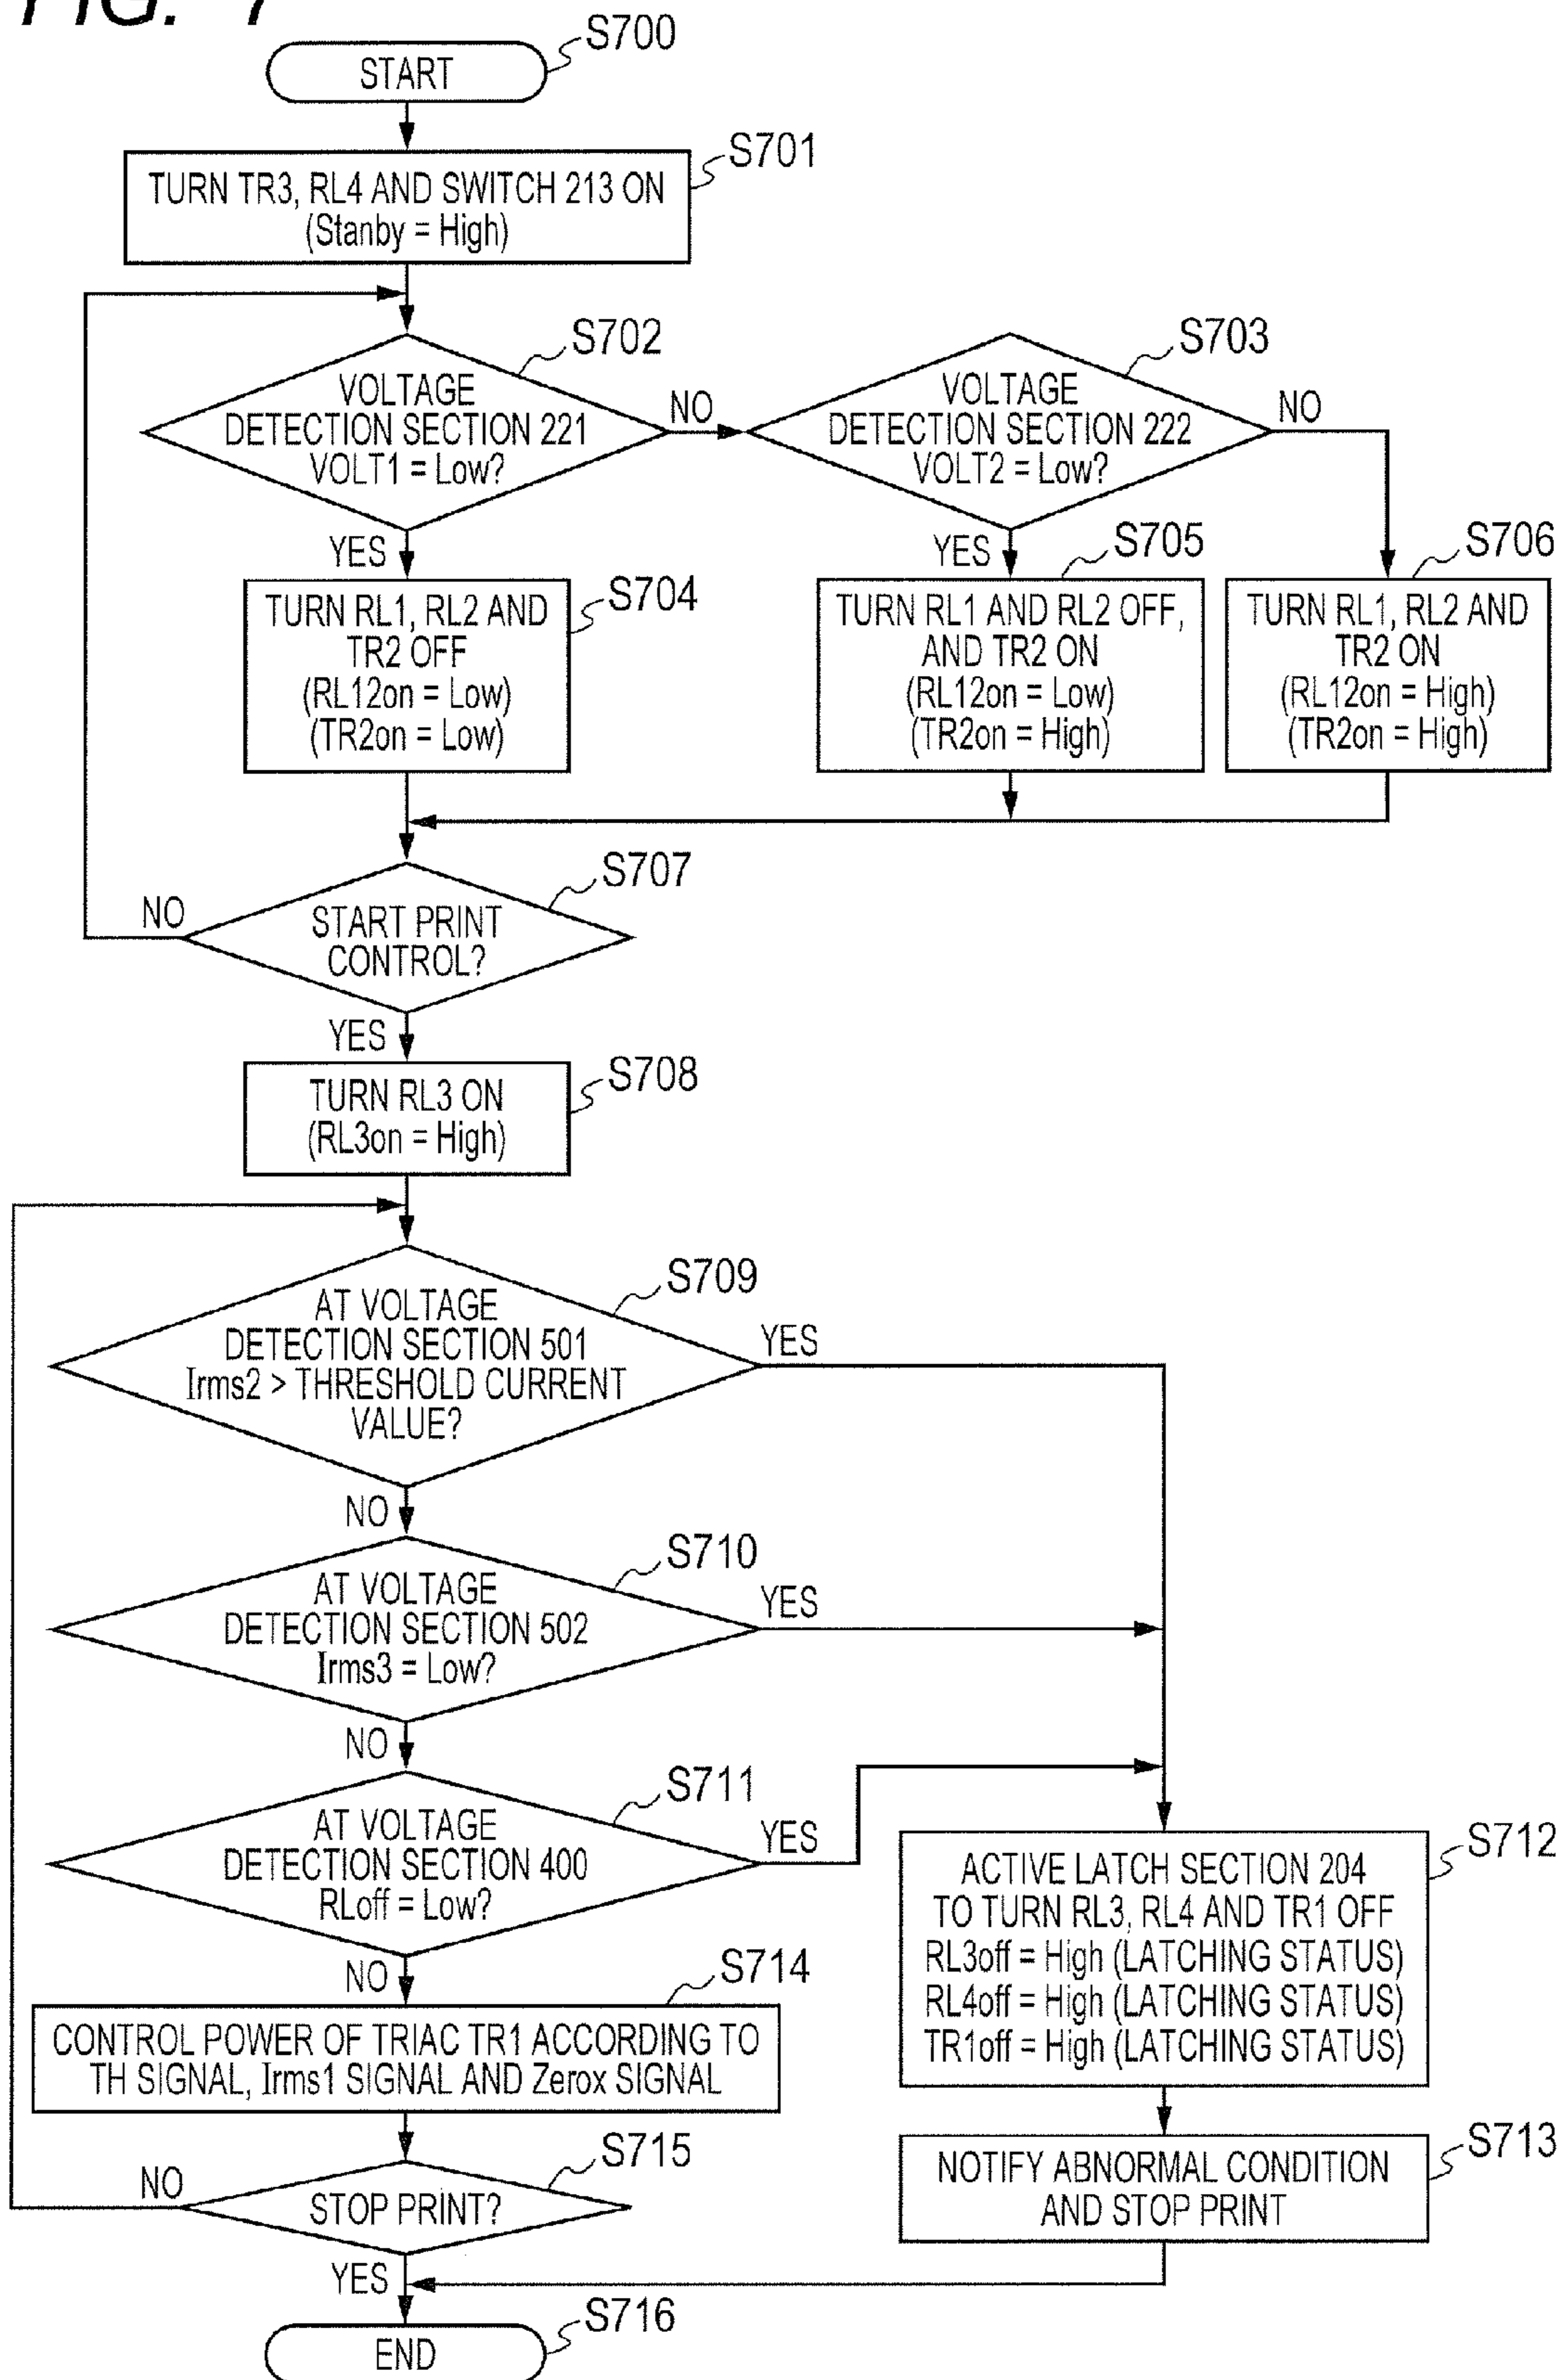 FIG. 7
S700
START
S701
TURN TR3, RL4 AND SWITCH 213 ON
(Stanby = High)
S702
VOLTAGE
DETECTION SECTION 221
VOLT1 = Low?
NO
S703
VOLTAGE
DETECTION SECTION 222
VOLT2 = Low?
NO
YES
S704
TURN RL1, RL2 AND
TR2 OFF
(RL12on = Low)
(TR2on = Low)
YES
S705
TURN RL1 AND RL2 OFF,
AND TR2 ON
(RL12on = Low)
(TR2on = High)
S706
TURN RL1, RL2 AND
TR2 ON
(RL12on = High)
(TR2on = High)
S707
START PRINT
CONTROL?
NO
YES
S708
TURN RL3 ON
(RL3on = High)
S709
AT VOLTAGE
DETECTION SECTION 501
Irms2 > THRESHOLD CURRENT
VALUE?
YES
NO
S710
AT VOLTAGE
DETECTION SECTION 502
Irms3 = Low?
YES
NO
S711
AT VOLTAGE
DETECTION SECTION 400
RLoff = Low?
YES
NO
S712
ACTIVE LATCH SECTION 204
TO TURN RL3, RL4 AND TR1 OFF
RL3off = High (LATCHING STATUS)
RL4off = High (LATCHING STATUS)
TR1off = High (LATCHING STATUS)
S714
CONTROL POWER OF TRIAC TR1 ACCORDING TO
TH SIGNAL, Irms1 SIGNAL AND Zerox SIGNAL
S713
NOTIFY ABNORMAL CONDITION
AND STOP PRINT
S715
STOP PRINT?
NO
YES
S716
END